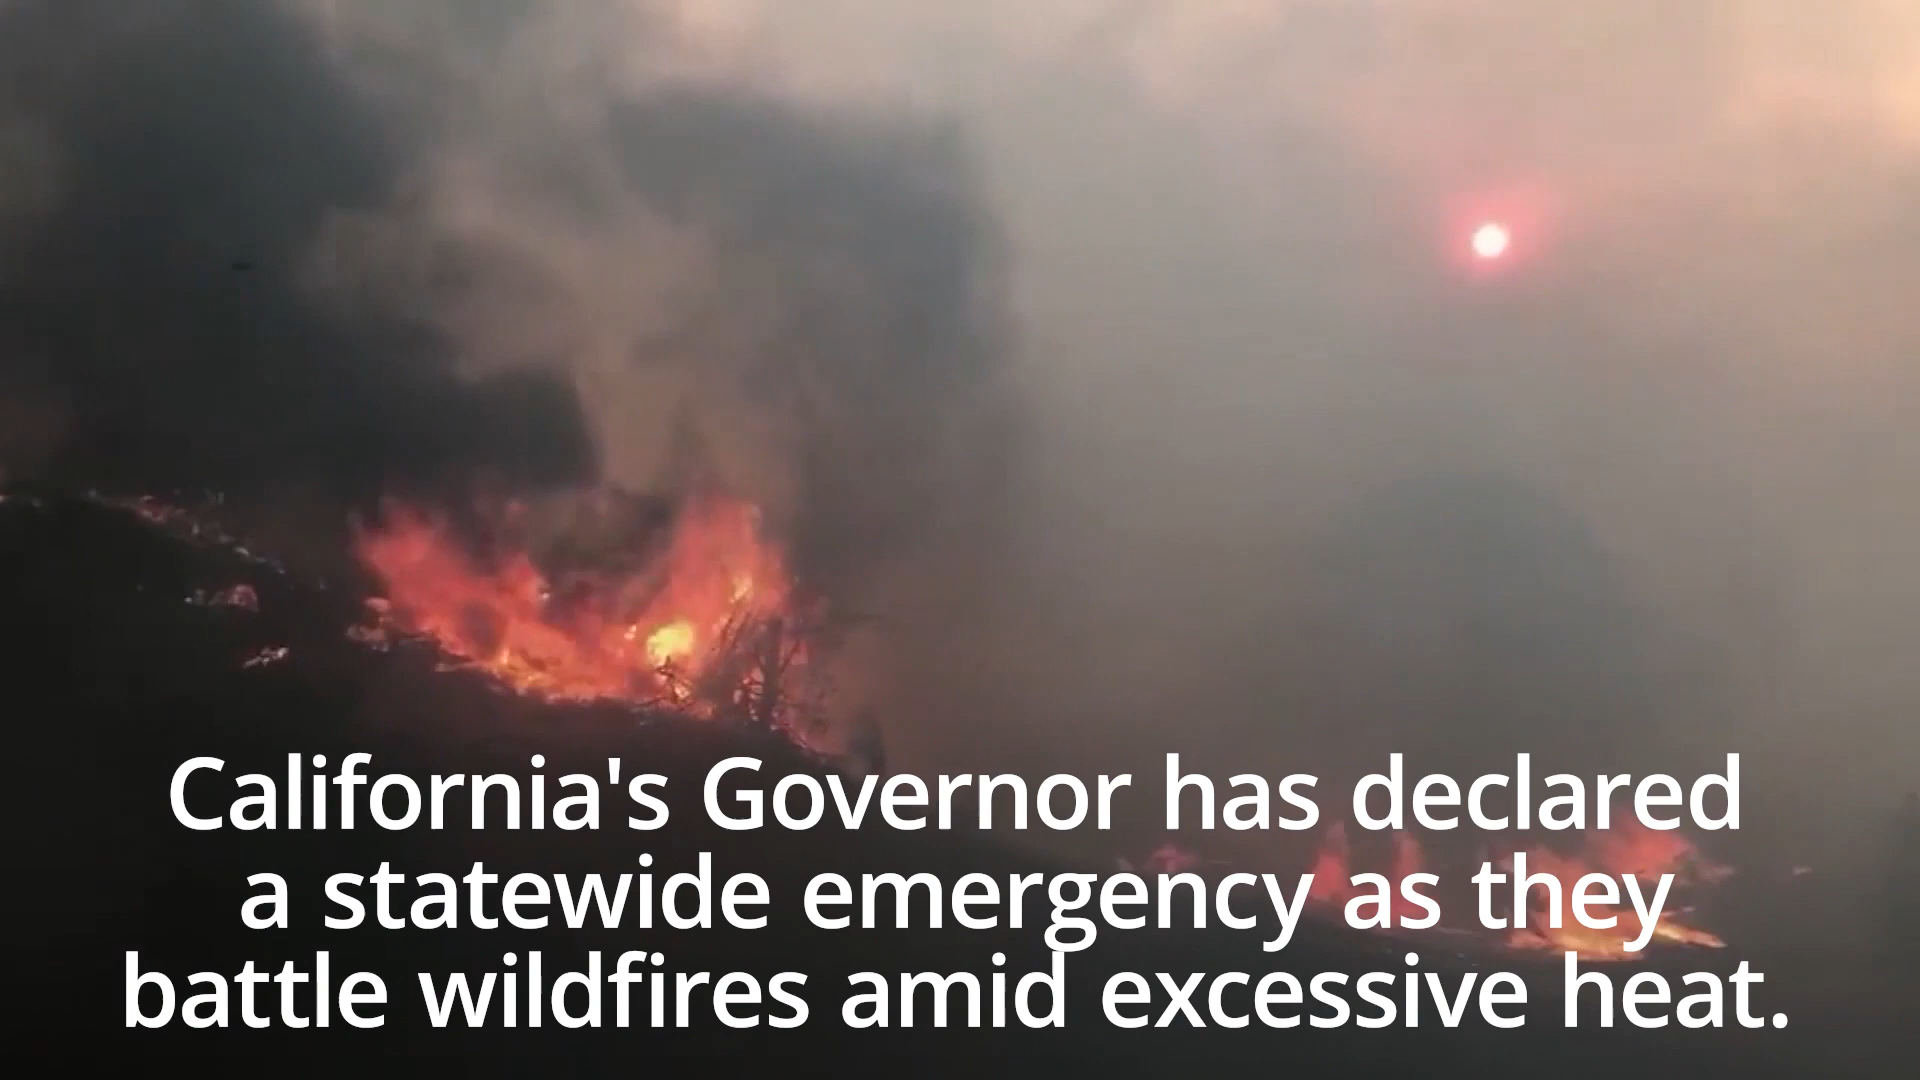 California's Governor has declared
a statewide emergency as they
battle wildfires amid excessive heat.